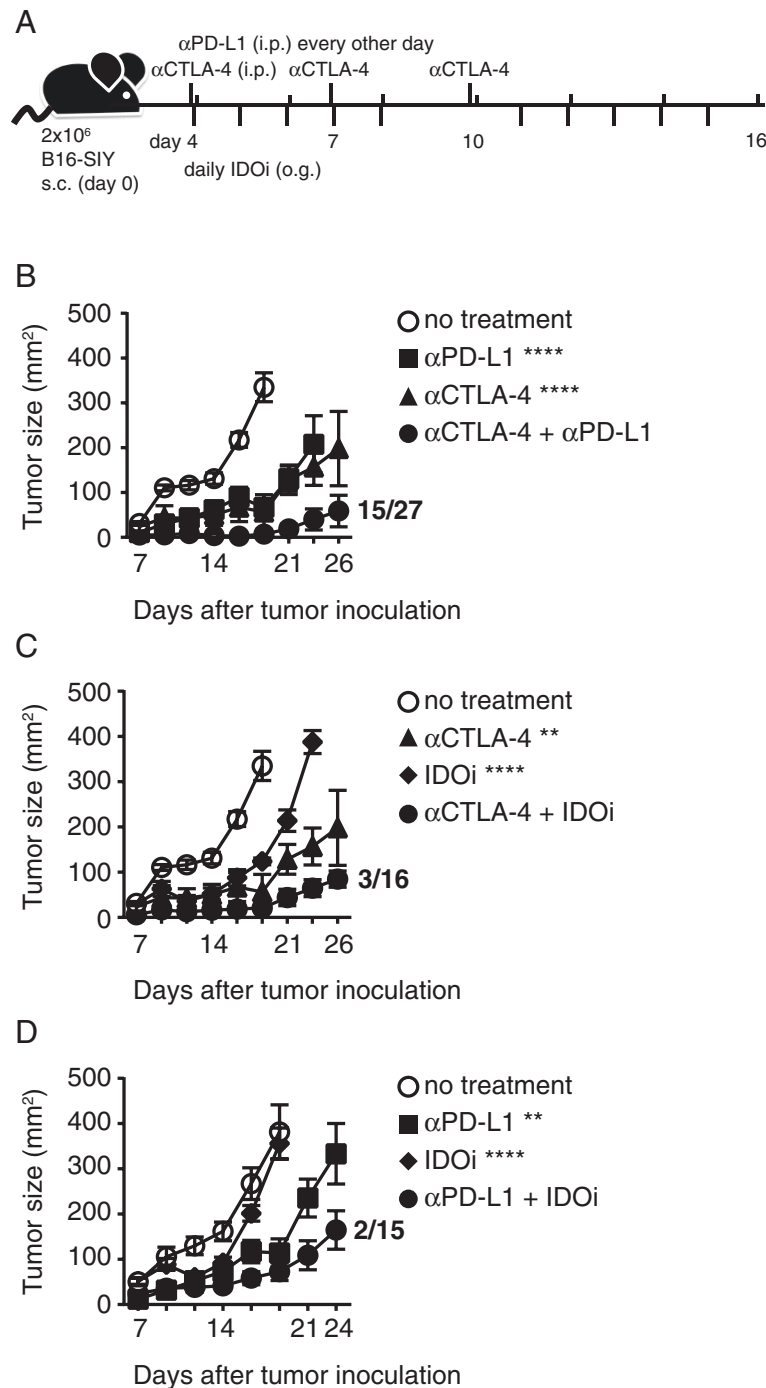 A
αPD-L1 (i.p.) every other day
αCTLA-4 (i.p.) αCTLA-4 αCTLA-4
2x10⁶
B16-SIY
s.c. (day 0)
day 4 7 10 16
daily IDOi (o.g.)
B
Tumor size (mm²)
500
400
300
200
100
0
7 14 21 26
Days after tumor inoculation
no treatment
αPD-L1 ****
αCTLA-4 ****
αCTLA-4 + αPD-L1
15/27
C
Tumor size (mm²)
500
400
300
200
100
0
7 14 21 26
Days after tumor inoculation
no treatment
αCTLA-4 **
IDOi ****
αCTLA-4 + IDOi
3/16
D
Tumor size (mm²)
500
400
300
200
100
0
7 14 21 24
Days after tumor inoculation
no treatment
αPD-L1 **
IDOi ****
αPD-L1 + IDOi
2/15